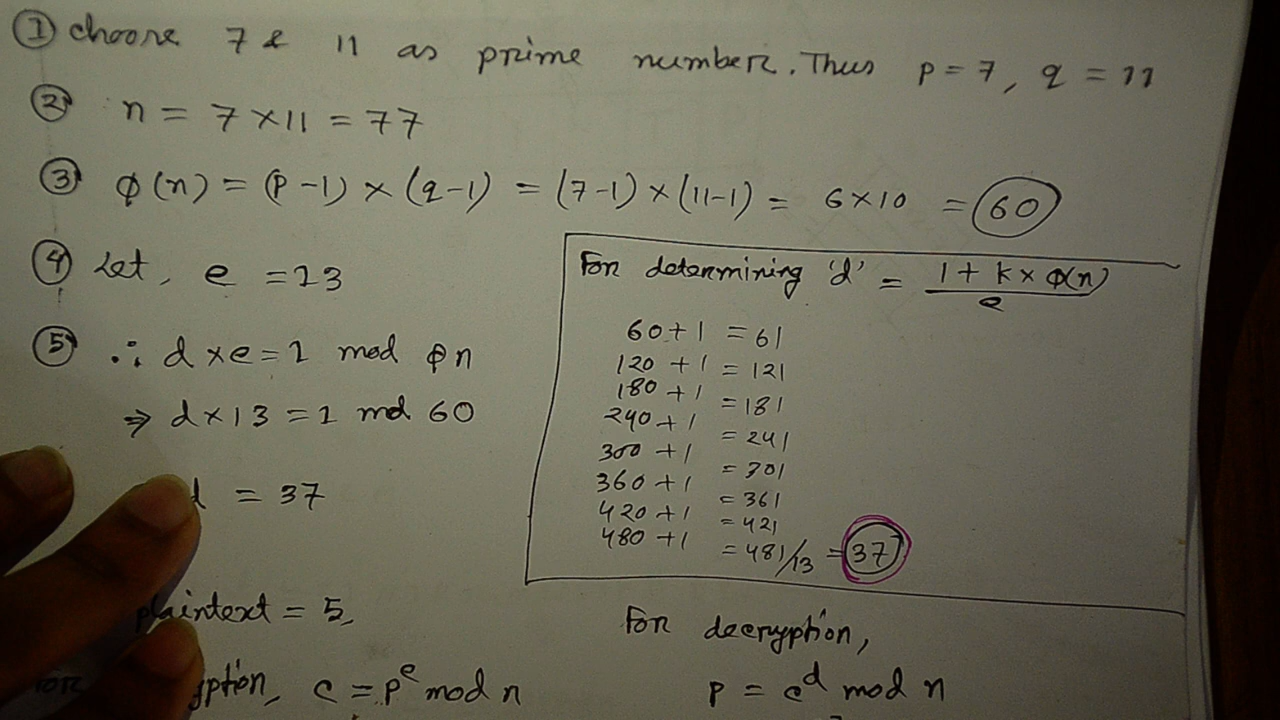 ① choose 7 & 11 as prime number. Thus p = 7, q = 11
② n = 7 × 11 = 77
③ φ(n) = (p - 1) × (q - 1) = (7-1) × (11-1) = 6×10 = 60
④ Let, e = 13
⑤ ∴ d × e = 1 mod φn
⇒ d × 13 = 1 mod 60
d = 37
For determining 'd' = 1 + k × φ(n) / e
60 + 1 = 61
120 + 1 = 121
180 + 1 = 181
240 + 1 = 241
300 + 1 = 301
360 + 1 = 361
420 + 1 = 421
480 + 1 = 481/13 = 37
plaintext = 5,
yption, c = p^e mod n
For decryption,
p = c^d mod n